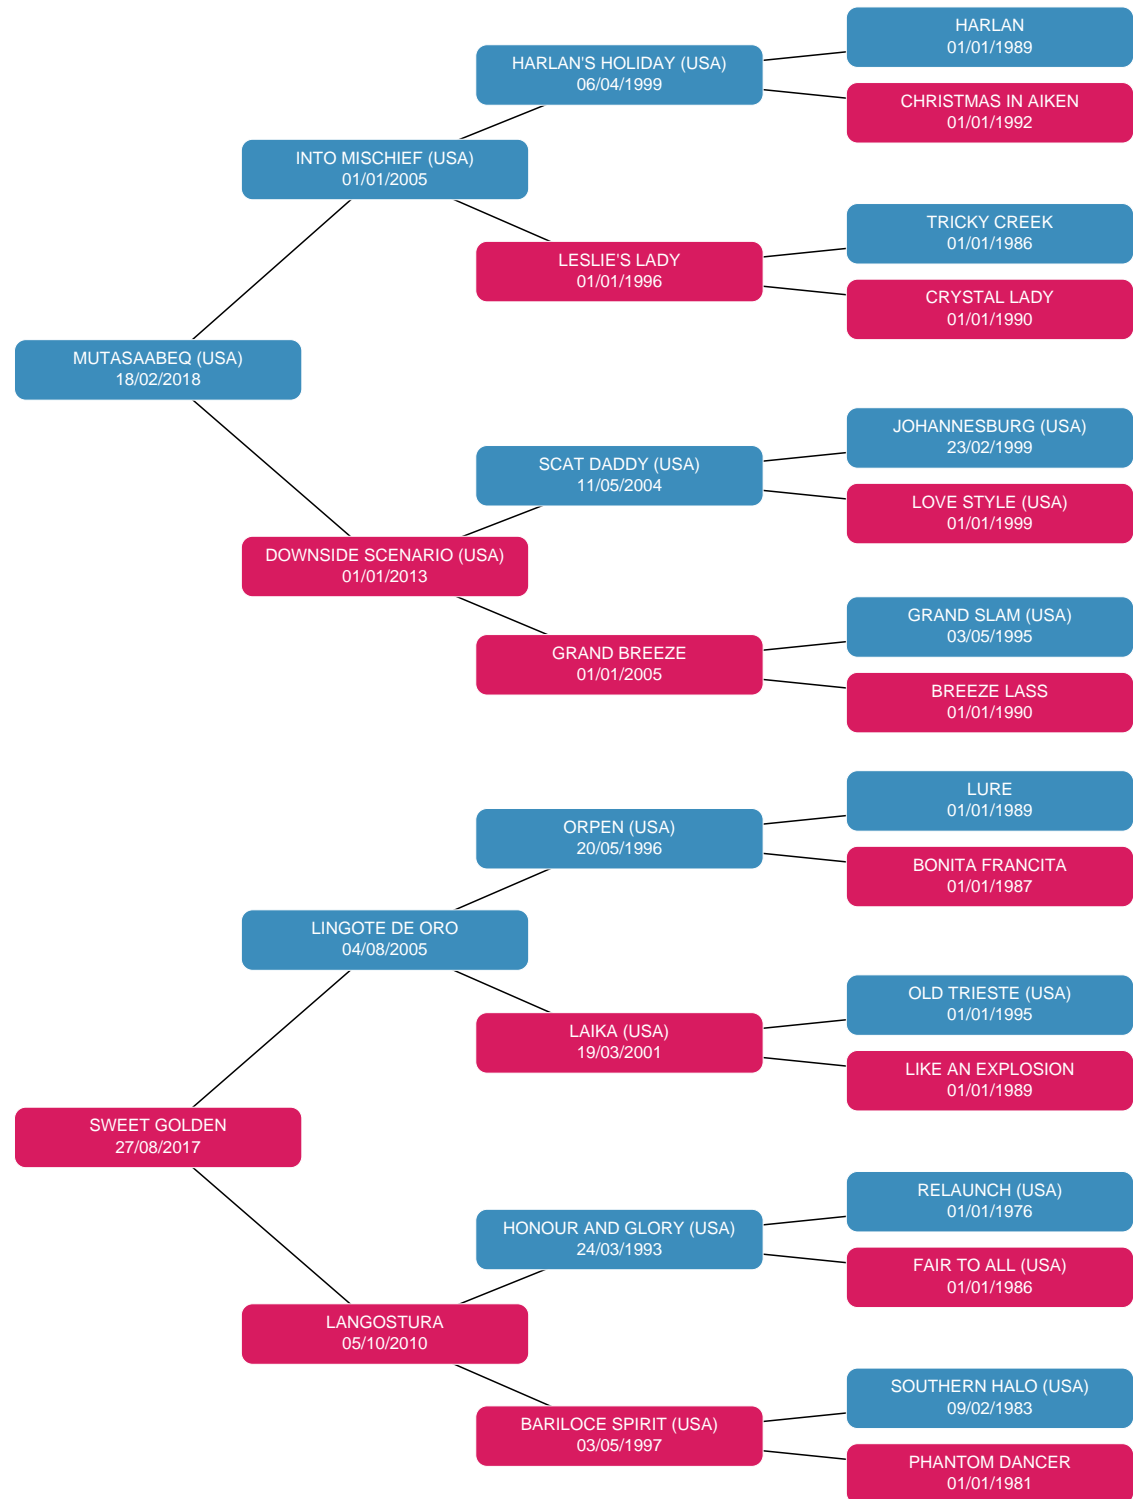 HARLAN
01/01/1989
HARLAN'S HOLIDAY (USA)
06/04/1999
CHRISTMAS IN AIKEN
01/01/1992
INTO MISCHIEF (USA)
01/01/2005
TRICKY CREEK
01/01/1986
LESLIE'S LADY
01/01/1996
CRYSTAL LADY
01/01/1990
MUTASAABEQ (USA)
18/02/2018
JOHANNESBURG (USA)
23/02/1999
SCAT DADDY (USA)
11/05/2004
LOVE STYLE (USA)
01/01/1999
DOWNSIDE SCENARIO (USA)
01/01/2013
GRAND SLAM (USA)
03/05/1995
GRAND BREEZE
01/01/2005
BREEZE LASS
01/01/1990
LURE
01/01/1989
ORPEN (USA)
20/05/1996
BONITA FRANCITA
01/01/1987
LINGOTE DE ORO
04/08/2005
OLD TRIESTE (USA)
01/01/1995
LAIKA (USA)
19/03/2001
LIKE AN EXPLOSION
01/01/1989
SWEET GOLDEN
27/08/2017
RELAUNCH (USA)
01/01/1976
HONOUR AND GLORY (USA)
24/03/1993
FAIR TO ALL (USA)
01/01/1986
LANGOSTURA
05/10/2010
SOUTHERN HALO (USA)
09/02/1983
BARILOCE SPIRIT (USA)
03/05/1997
PHANTOM DANCER
01/01/1981